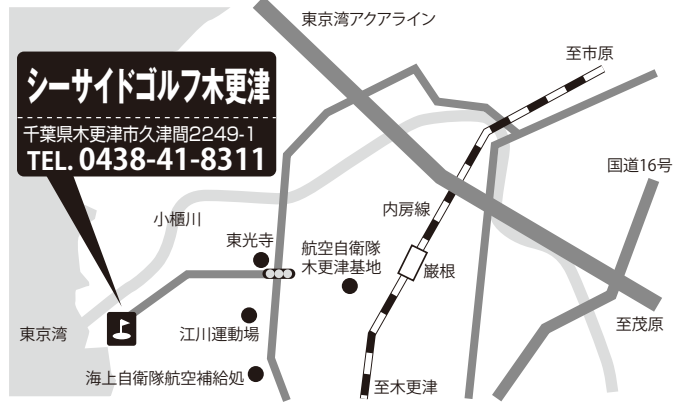 東京湾アクアライン
至市原
シーサイドゴルフ木更津
千葉県木更津市久津間2249-1
TEL. 0438-41-8311
国道16号
内房線
小櫃川
東光寺
航空自衛隊
木更津基地
巌根
東京湾
江川運動場
至茂原
海上自衛隊航空補給処
至木更津